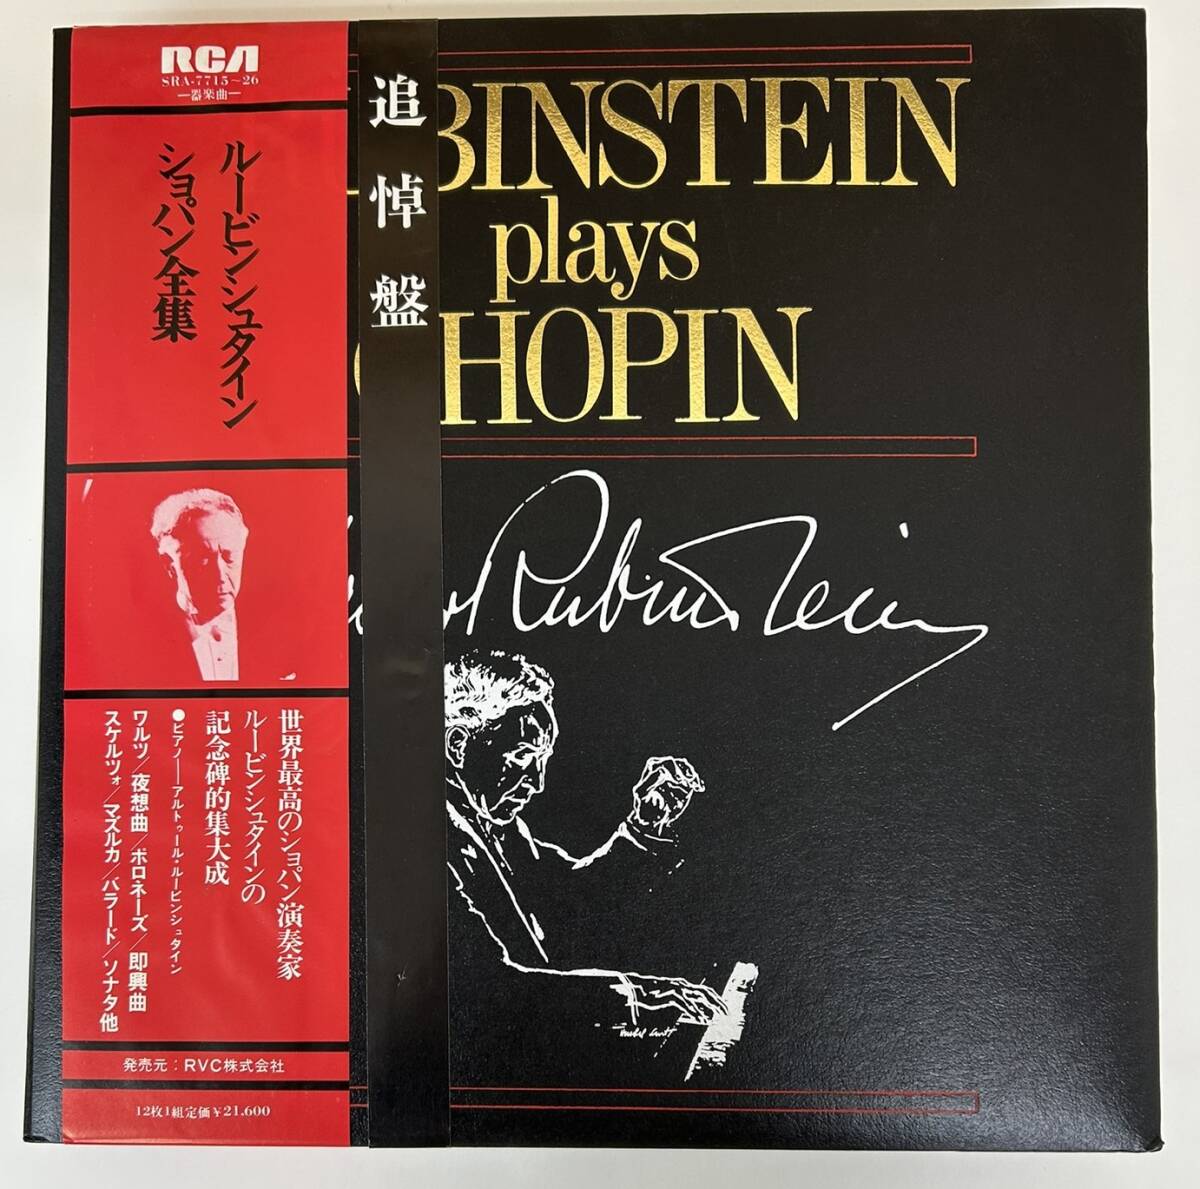 RCA
SRA-7715~26
—器楽曲—
ルービンシュタイン
ショパン全集
世界最高のショパン演奏家
ルービンシュタインの
記念碑的集大成
●ピアノ—アルトゥール・ルービンシュタイン
ワルツ/夜想曲/ポロネーズ/即興曲
スケルツォ/マズルカ/バラード/ソナタ他
発売元：RVC株式会社
12枚1組定価￥21,600
追悼盤
BINSTEIN
plays
CHOPIN
Rubinstein